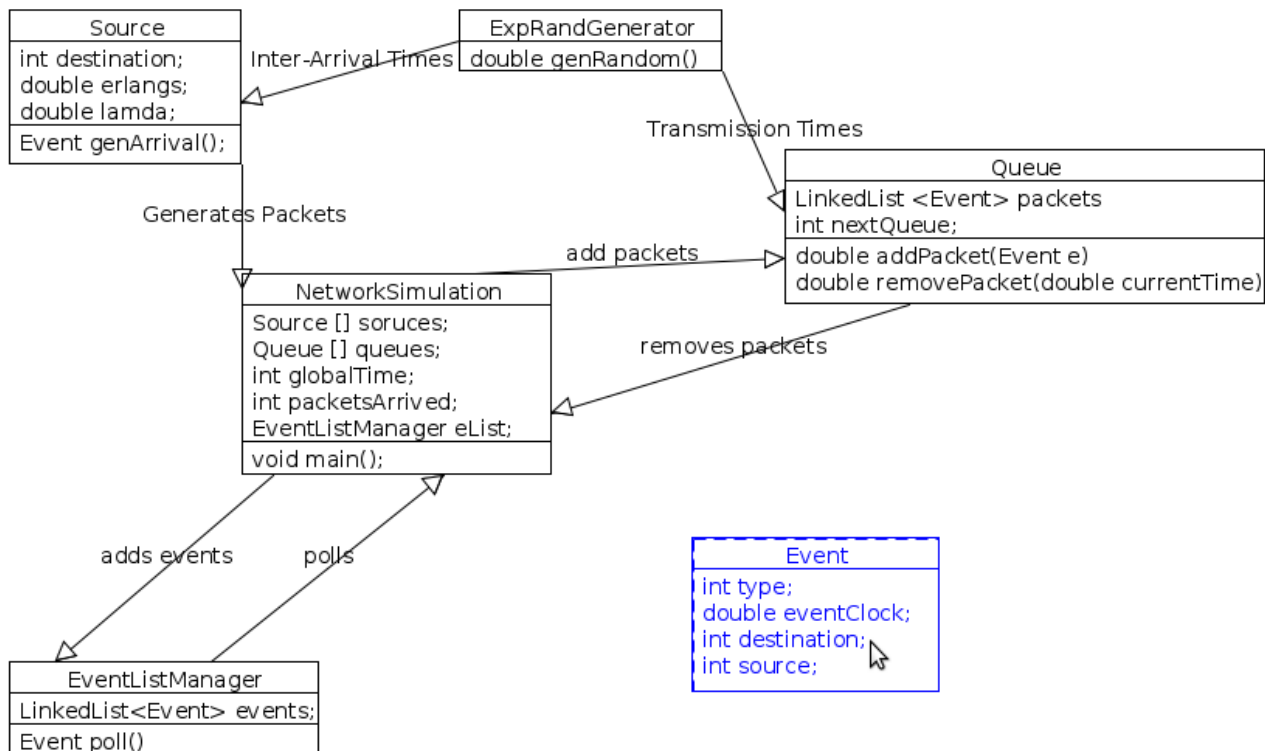 Source
int destination;
double erlangs;
double lamda;
Event genArrival();
Inter-Arrival Times
ExpRandGenerator
double genRandom()
Transmission Times
Queue
LinkedList <Event> packets
int nextQueue;
double addPacket(Event e)
double removePacket(double currentTime)
Generates Packets
add packets
NetworkSimulation
Source [] soruces;
Queue [] queues;
int globalTime;
int packetsArrived;
EventListManager eList;
void main();
removes packets
adds events
polls
Event
int type;
double eventClock;
int destination;
int source;
EventListManager
LinkedList<Event> events;
Event poll()